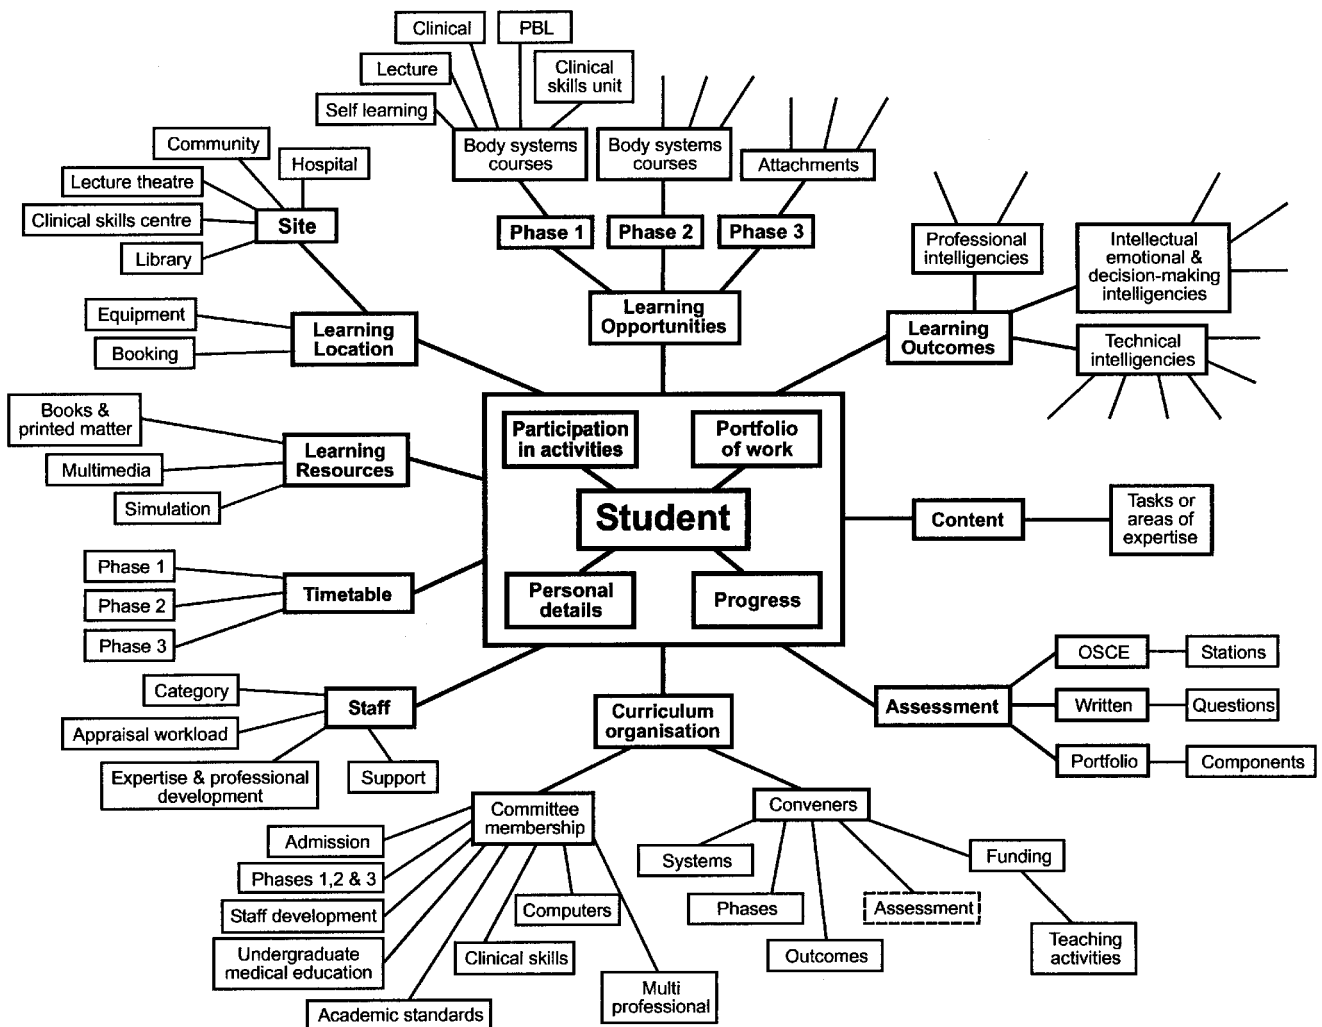 Clinical
PBL
Lecture
Clinical
skills unit
Self learning
Community
Hospital
Body systems
courses
Body systems
courses
Attachments
Lecture theatre
Clinical skills centre
Library
Site
Phase 1
Phase 2
Phase 3
Professional
intelligencies
Intellectual
emotional &
decision-making
intelligencies
Equipment
Booking
Learning
Location
Learning
Opportunities
Learning
Outcomes
Technical
intelligencies
Books &
printed matter
Multimedia
Simulation
Learning
Resources
Participation
in activities
Portfolio
of work
Student
Personal
details
Progress
Content
Tasks or
areas of
expertise
Phase 1
Phase 2
Phase 3
Timetable
Category
Appraisal workload
Expertise & professional
development
Support
Staff
Curriculum
organisation
Assessment
OSCE
Stations
Written
Questions
Portfolio
Components
Committee
membership
Conveners
Admission
Phases 1,2 & 3
Staff development
Undergraduate
medical education
Academic standards
Clinical skills
Computers
Multi
professional
Systems
Phases
Outcomes
Assessment
Funding
Teaching
activities